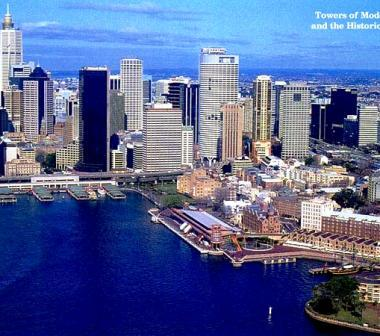 Towers of Mod
and the Historic